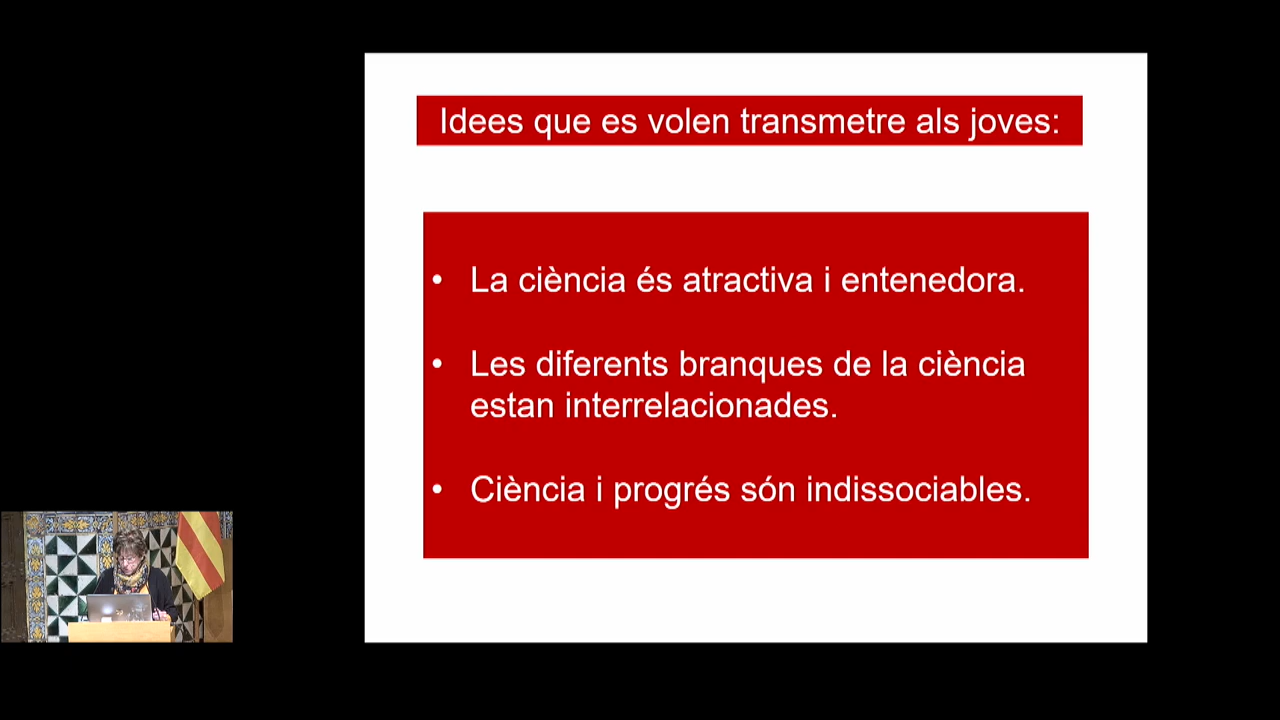 Idees que es volen transmetre als joves:
• La ciència és atractiva i entenedora.
• Les diferents branques de la ciència
estan interrelacionades.
• Ciència i progrés són indissociables.